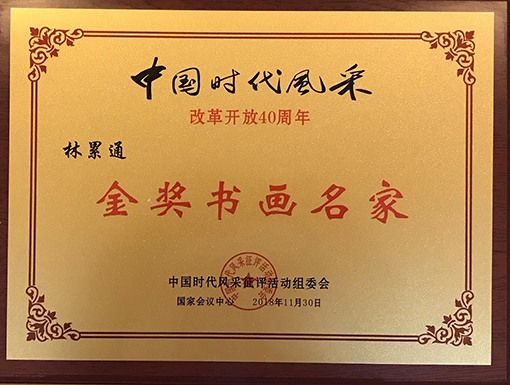 中国时代风采
改革开放40周年
林累通
金奖书画名家
中国时代风采征评活动组委会
国家会议中心 2018年11月30日